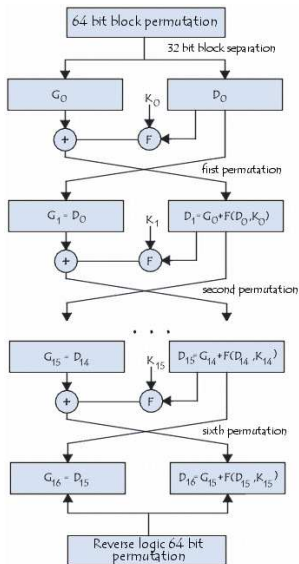 64 bit block permutation
32 bit block separation
G0
K0
D0
+
F
first permutation
G1 = D0
K1
D1=G0+F(D0,K0)
+
F
second permutation
. . .
G15 = D14
K15
D15=G14+F(D14,K14)
+
F
sixth permutation
G16 = D15
D16=G15+F(D15,K15)
Reverse logic 64 bit
permutation